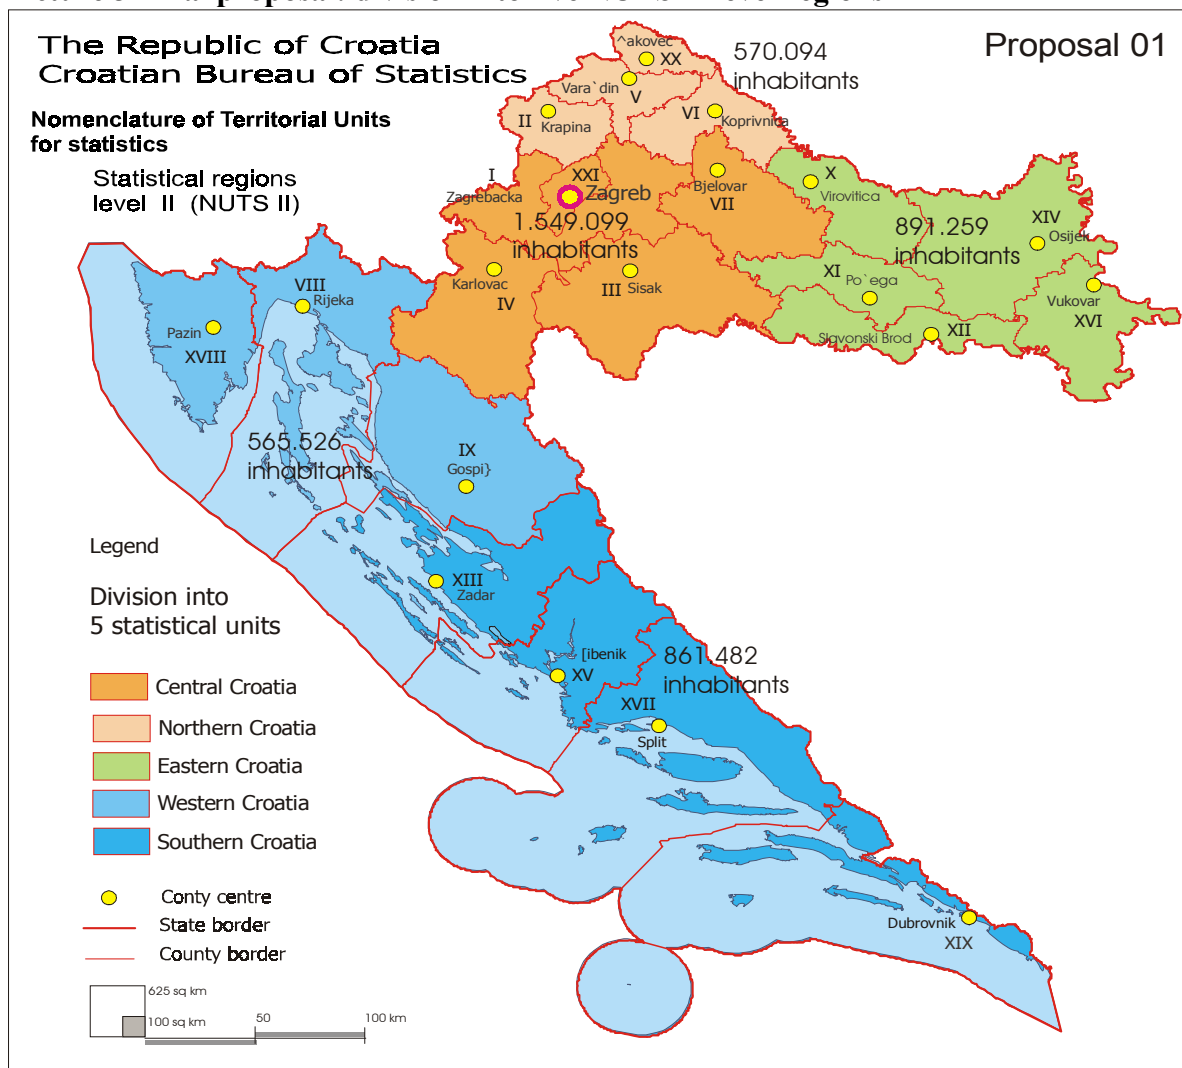 The Republic of Croatia
Croatian Bureau of Statistics
Proposal 01
Nomenclature of Territorial Units
for statistics
Statistical regions
level II (NUTS II)
^akovec
XX
570.094
inhabitants
Vara`din
V
II
Krapina
VI
Koprivnica
I
Zagrebacka
XXI
Zagreb
1.549.099
inhabitants
Bjelovar
VII
X
Virovitica
891.259
inhabitants
XIV
Osijek
XI
Po`ega
Vukovar
XVI
Slavonski Brod
XII
Karlovac
IV
III
Sisak
VIII
Rijeka
Pazin
XVIII
565.526
inhabitants
IX
Gospi}
XIII
Zadar
[ibenik
XV
861.482
inhabitants
XVII
Split
Dubrovnik
XIX
Legend
Division into
5 statistical units
Central Croatia
Northern Croatia
Eastern Croatia
Western Croatia
Southern Croatia
Conty centre
State border
County border
625 sq km
100 sq km
50
100 km